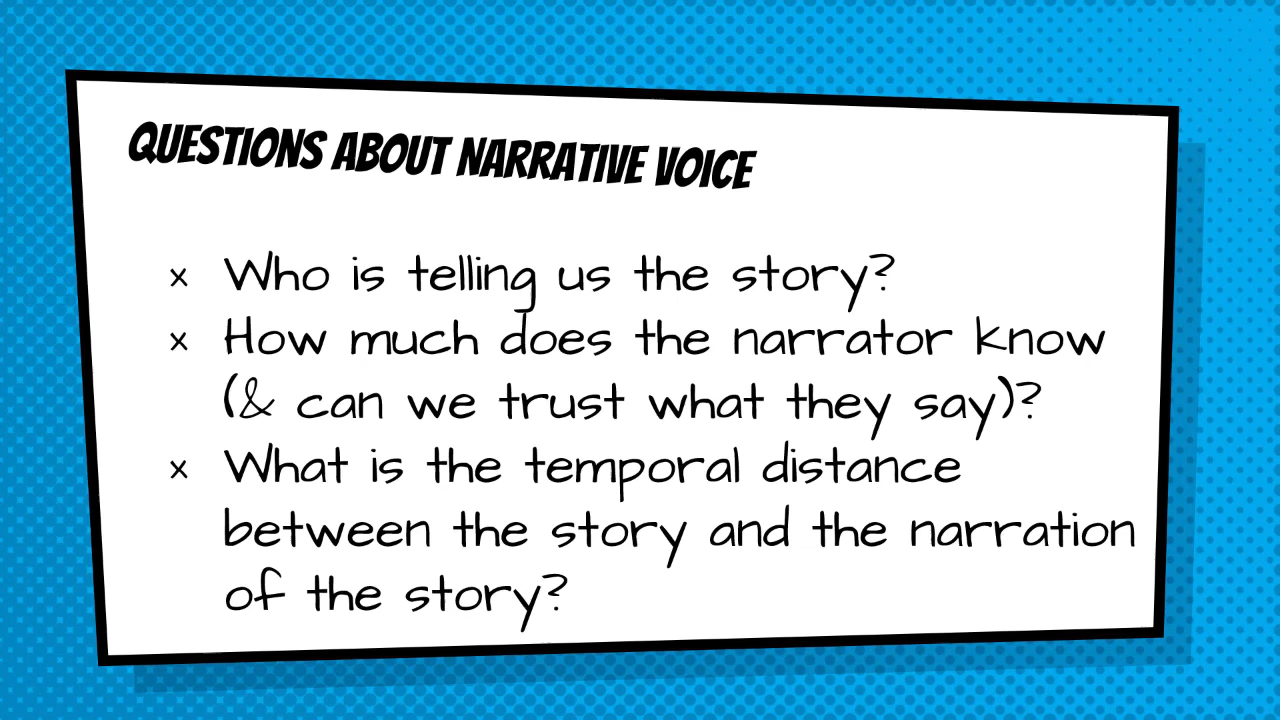 QUESTIONS ABOUT NARRATIVE VOICE
x Who is telling us the story?
x How much does the narrator know
(& can we trust what they say)?
x What is the temporal distance
between the story and the narration
of the story?